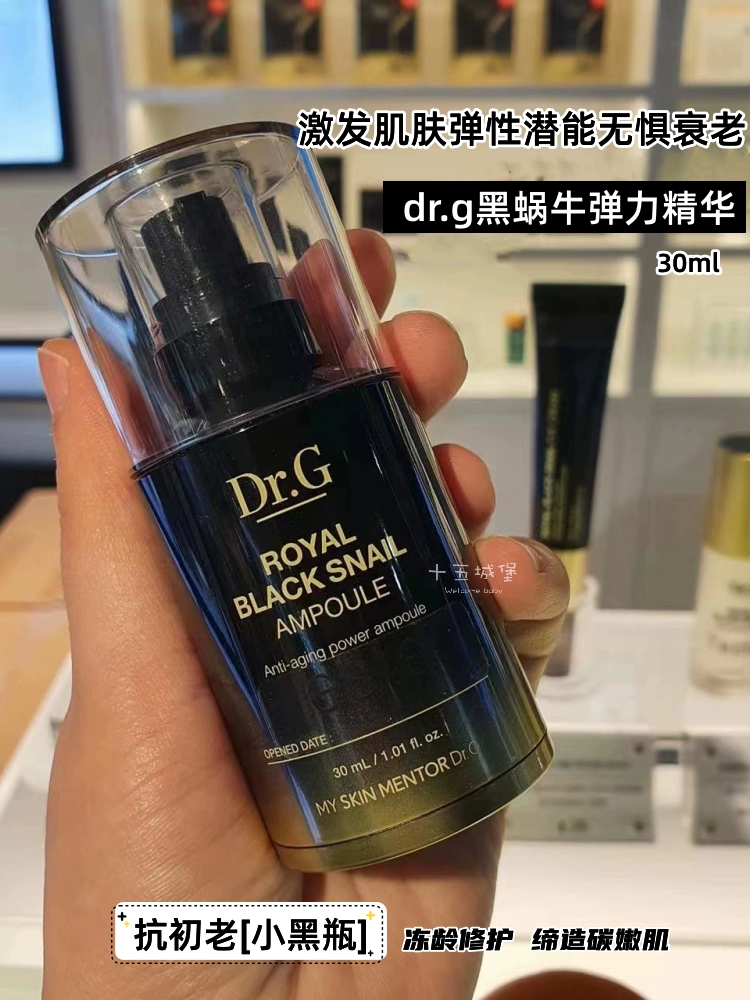 激发肌肤弹性潜能无惧衰老
dr.g黑蜗牛弹力精华
30ml
Dr.G
ROYAL
BLACK SNAIL
AMPOULE
Anti-aging power ampoule
十五城堡
Welcome baby
OPENED DATE :
30 mL / 1.01 fl. oz.
MY SKIN MENTOR Dr.G
抗初老[小黑瓶]
冻龄修护 缔造碳嫩肌